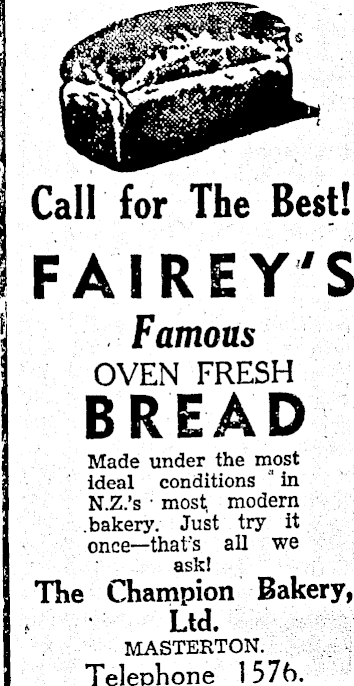 Call for The Best!
FAIREY'S
Famous
OVEN FRESH
BREAD
Made under the most
ideal conditions in
N.Z.'s most modern
bakery. Just try it
once—that's all we
ask!
The Champion Bakery,
Ltd.
MASTERTON.
Telephone 1576.